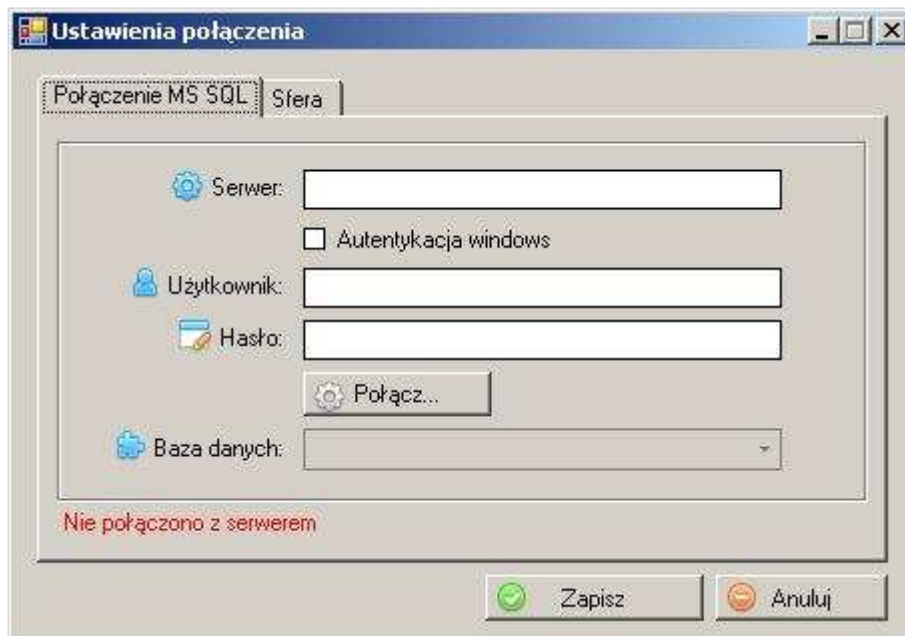 Ustawienia połączenia
Połączenie MS SQL Sfera
Serwer:
Autentykacja windows
Użytkownik:
Hasło:
Połącz...
Baza danych:
Nie połączono z serwerem
Zapisz Anuluj